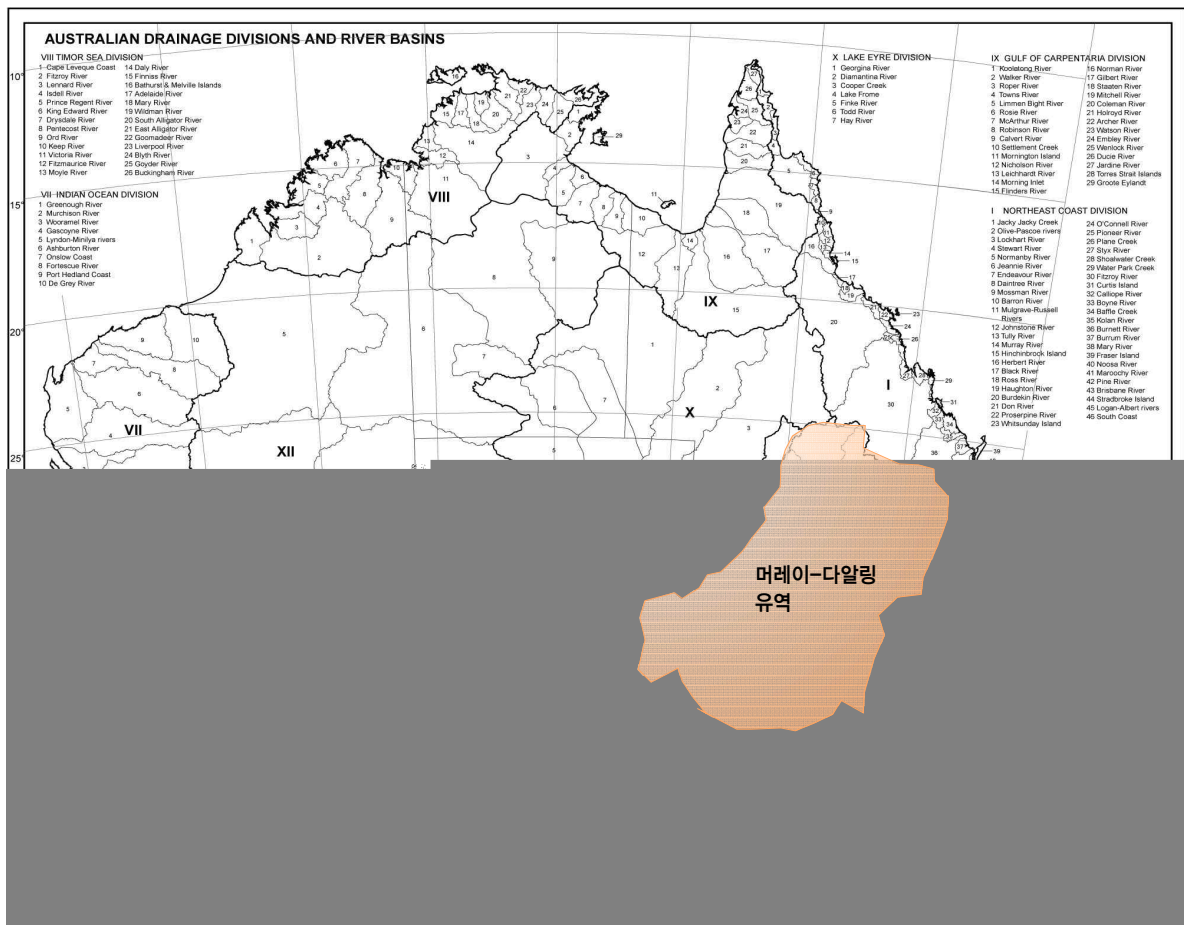 AUSTRALIAN DRAINAGE DIVISIONS AND RIVER BASINS
VIII TIMOR SEA DIVISION
1 Cape Leveque Coast
2 Fitzroy River
3 Lennard River
4 Isdell River
5 Prince Regent River
6 King Edward River
7 Drysdale River
8 Pentecost River
9 Ord River
10 Keep River
11 Victoria River
12 Fitzmaurice River
13 Moyle River
14 Daly River
15 Finniss River
16 Bathurst & Melville Islands
17 Adelaide River
18 Mary River
19 Wildman River
20 South Alligator River
21 East Alligator River
22 Goomadeer River
23 Liverpool River
24 Blyth River
25 Goyder River
26 Buckingham River
VII INDIAN OCEAN DIVISION
1 Greenough River
2 Murchison River
3 Wooramel River
4 Gascoyne River
5 Lyndon-Minilya rivers
6 Ashburton River
7 Onslow Coast
8 Fortescue River
9 Port Hedland Coast
10 De Grey River
X LAKE EYRE DIVISION
1 Georgina River
2 Diamantina River
3 Cooper Creek
4 Lake Frome
5 Finke River
6 Todd River
7 Hay River
IX GULF OF CARPENTARIA DIVISION
1 Koolatong River
2 Walker River
3 Roper River
4 Towns River
5 Limmen Bight River
6 Rosie River
7 McArthur River
8 Robinson River
9 Calvert River
10 Settlement Creek
11 Mornington Island
12 Nicholson River
13 Leichhardt River
14 Morning Inlet
15 Flinders River
16 Norman River
17 Gilbert River
18 Staaten River
19 Mitchell River
20 Coleman River
21 Holroyd River
22 Archer River
23 Watson River
24 Embley River
25 Wenlock River
26 Ducie River
27 Jardine River
28 Torres Strait Islands
29 Groote Eylandt
I NORTHEAST COAST DIVISION
1 Jacky Jacky Creek
2 Olive-Pascoe rivers
3 Lockhart River
4 Stewart River
5 Normanby River
6 Jeannie River
7 Endeavour River
8 Daintree River
9 Mossman River
10 Barron River
11 Mulgrave-Russell
Rivers
12 Johnstone River
13 Tully River
14 Murray River
15 Hinchinbrook Island
16 Herbert River
17 Black River
18 Ross River
19 Haughton River
20 Burdekin River
21 Don River
22 Proserpine River
23 Whitsunday Island
24 O'Connell River
25 Pioneer River
26 Plane Creek
27 Styx River
28 Shoalwater Creek
29 Water Park Creek
30 Fitzroy River
31 Curtis Island
32 Calliope River
33 Boyne River
34 Baffle Creek
35 Kolan River
36 Burnett River
37 Burrum River
38 Mary River
39 Fraser Island
40 Noosa River
41 Maroochy River
42 Pine River
43 Brisbane River
44 Stradbroke Island
45 Logan-Albert rivers
46 South Coast
10°
15°
20°
25°
VIII
IX
I
X
VII
XII
머레이-다알링
유역